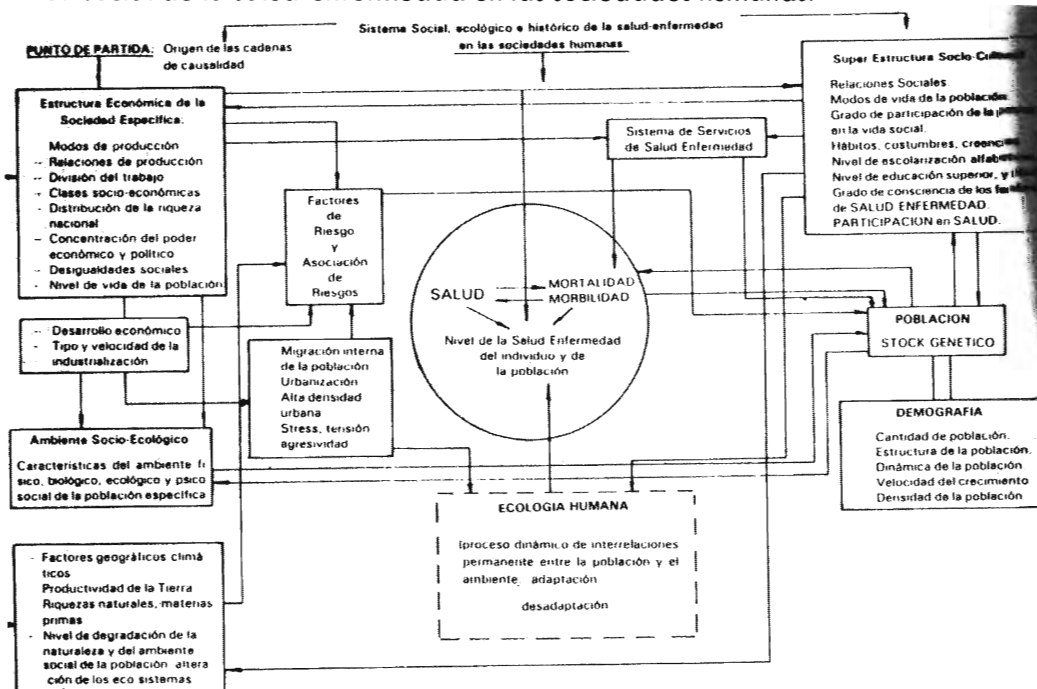 Sistema Social, ecológico e histórico de la salud-enfermedad
en las sociedades humanas
PUNTO DE PARTIDA: Origen de las cadenas
de causalidad
Estructura Económica de la
Sociedad Específica:
Modos de producción
-- Relaciones de producción
-- División del trabajo
-- Clases socio-económicas
- Distribución de la riqueza
nacional
- Concentración del poder
económico y político
- Desigualdades sociales
- Nivel de vida de la población
-- Desarrollo económico
- Tipo y velocidad de la
industrialización
Ambiente Socio-Ecológico
Características del ambiente fí
sico, biológico, ecológico y psico
social de la población específica
- Factores geográficos climá
ticos
Productividad de la Tierra
Riquezas naturales, materias
primas
- Nivel de degradación de la
naturaleza y del ambiente
social de la población altera
ción de los eco sistemas
Factores
de
Riesgo
y
Asociación
de
Riesgos
Migración interna
de la población
Urbanización
Alta densidad
urbana
Stress, tensión
agresividad
Sistema de Servicios
de Salud Enfermedad
SALUD
MORTALIDAD
MORBILIDAD
Nivel de la Salud Enfermedad
del individuo y de
la población
ECOLOGIA HUMANA
(proceso dinámico de interrelaciones
permanente entre la población y el
ambiente, adaptación
desadaptación
Super Estructura Socio-
Relaciones Sociales.
Modos de vida de la población.
Grado de participación de la
en la vida social.
Hábitos, custumbres,
Nivel de escolarización
Nivel de educación superior, y
Grado de consciencia de los
de SALUD ENFERMEDAD.
PARTICIPACION en SALUD.
POBLACION
STOCK GENETICO
DEMOGRAFIA
Cantidad de población.
Estructura de la población.
Dinámica de la población
Velocidad del crecimiento
Densidad de la población